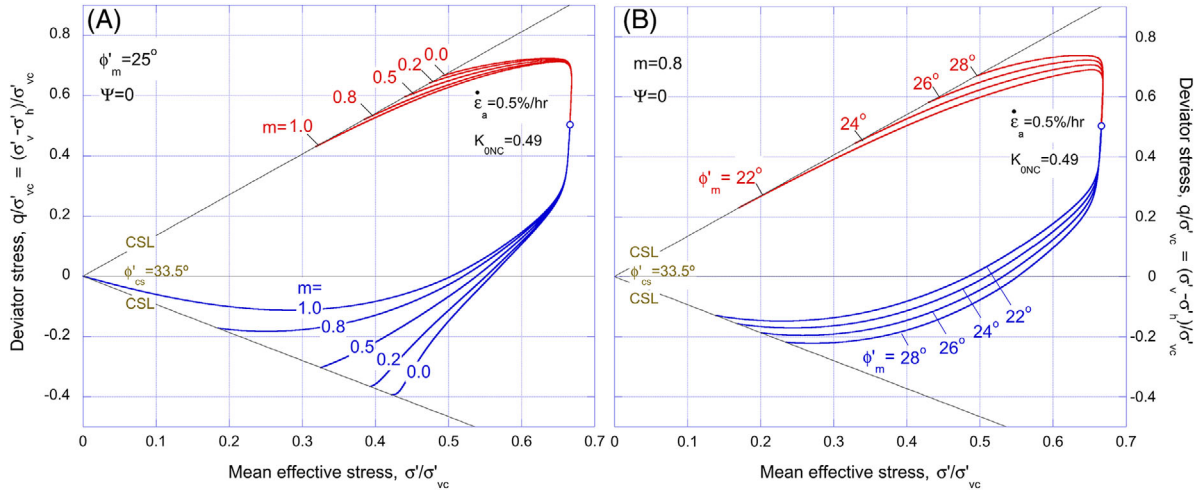 (A)
Deviator stress, q/σ'vc = (σ'v-σ'h)/σ'vc
0.8
0.6
0.4
0.2
0
-0.2
-0.4
ϕ'm = 25°
Ψ=0
0.0
0.2
0.5
0.8
m= 1.0
ε̇a =0.5%/hr
K0NC =0.49
CSL
ϕ'cs =33.5°
CSL
m=
1.0
0.8
0.5
0.2
0.0
0 0.1 0.2 0.3 0.4 0.5 0.6 0.7
Mean effective stress, σ'/σ'vc
(B)
m=0.8
Ψ=0
28°
26°
24°
ϕ'm = 22°
ε̇a =0.5%/hr
K0NC =0.49
CSL
ϕ'cs =33.5°
CSL
22°
24°
26°
ϕ'm = 28°
0.8
0.6
0.4
0.2
0
-0.2
-0.4
Deviator stress, q/σ'vc = (σ'v-σ'h)/σ'vc
0 0.1 0.2 0.3 0.4 0.5 0.6 0.7
Mean effective stress, σ'/σ'vc